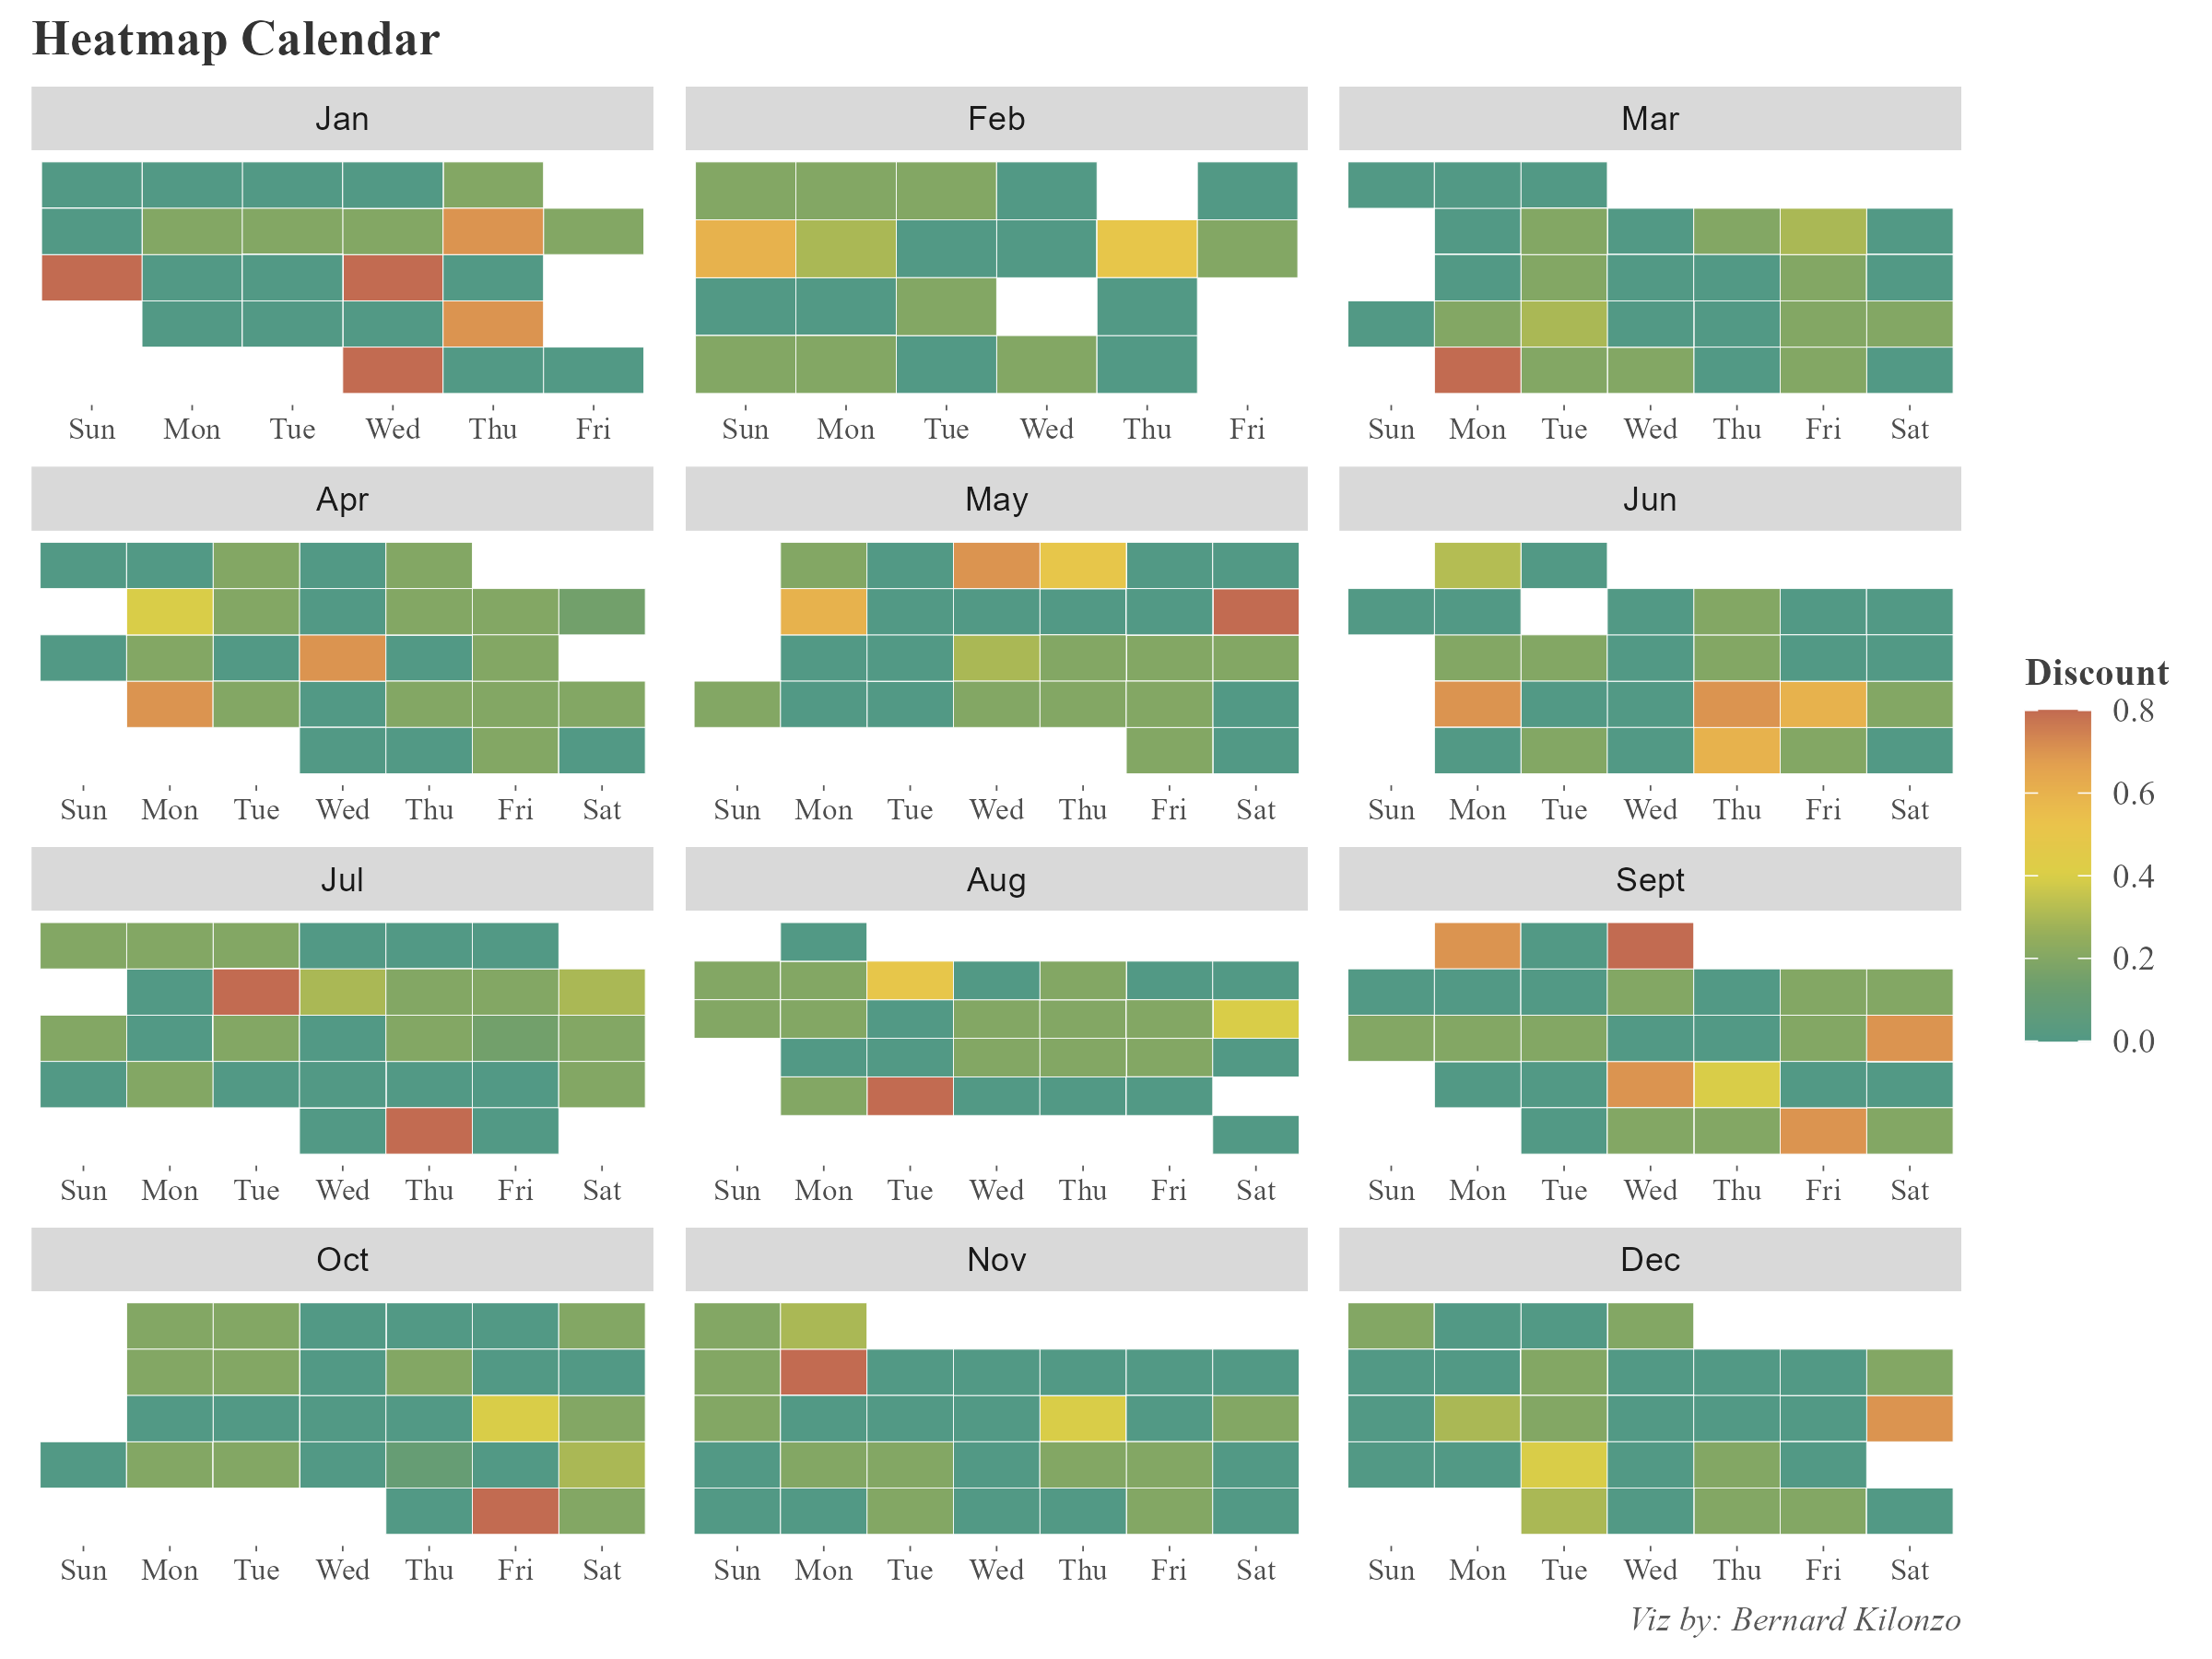 Heatmap Calendar
Jan Feb Mar
Sun Mon Tue Wed Thu Fri Sun Mon Tue Wed Thu Fri Sun Mon Tue Wed Thu Fri Sat
Apr May Jun
Sun Mon Tue Wed Thu Fri Sat Sun Mon Tue Wed Thu Fri Sat Sun Mon Tue Wed Thu Fri Sat
Jul Aug Sept
Sun Mon Tue Wed Thu Fri Sat Sun Mon Tue Wed Thu Fri Sat Sun Mon Tue Wed Thu Fri Sat
Oct Nov Dec
Sun Mon Tue Wed Thu Fri Sat Sun Mon Tue Wed Thu Fri Sat Sun Mon Tue Wed Thu Fri Sat
Discount
0.8
0.6
0.4
0.2
0.0
Viz by: Bernard Kilonzo